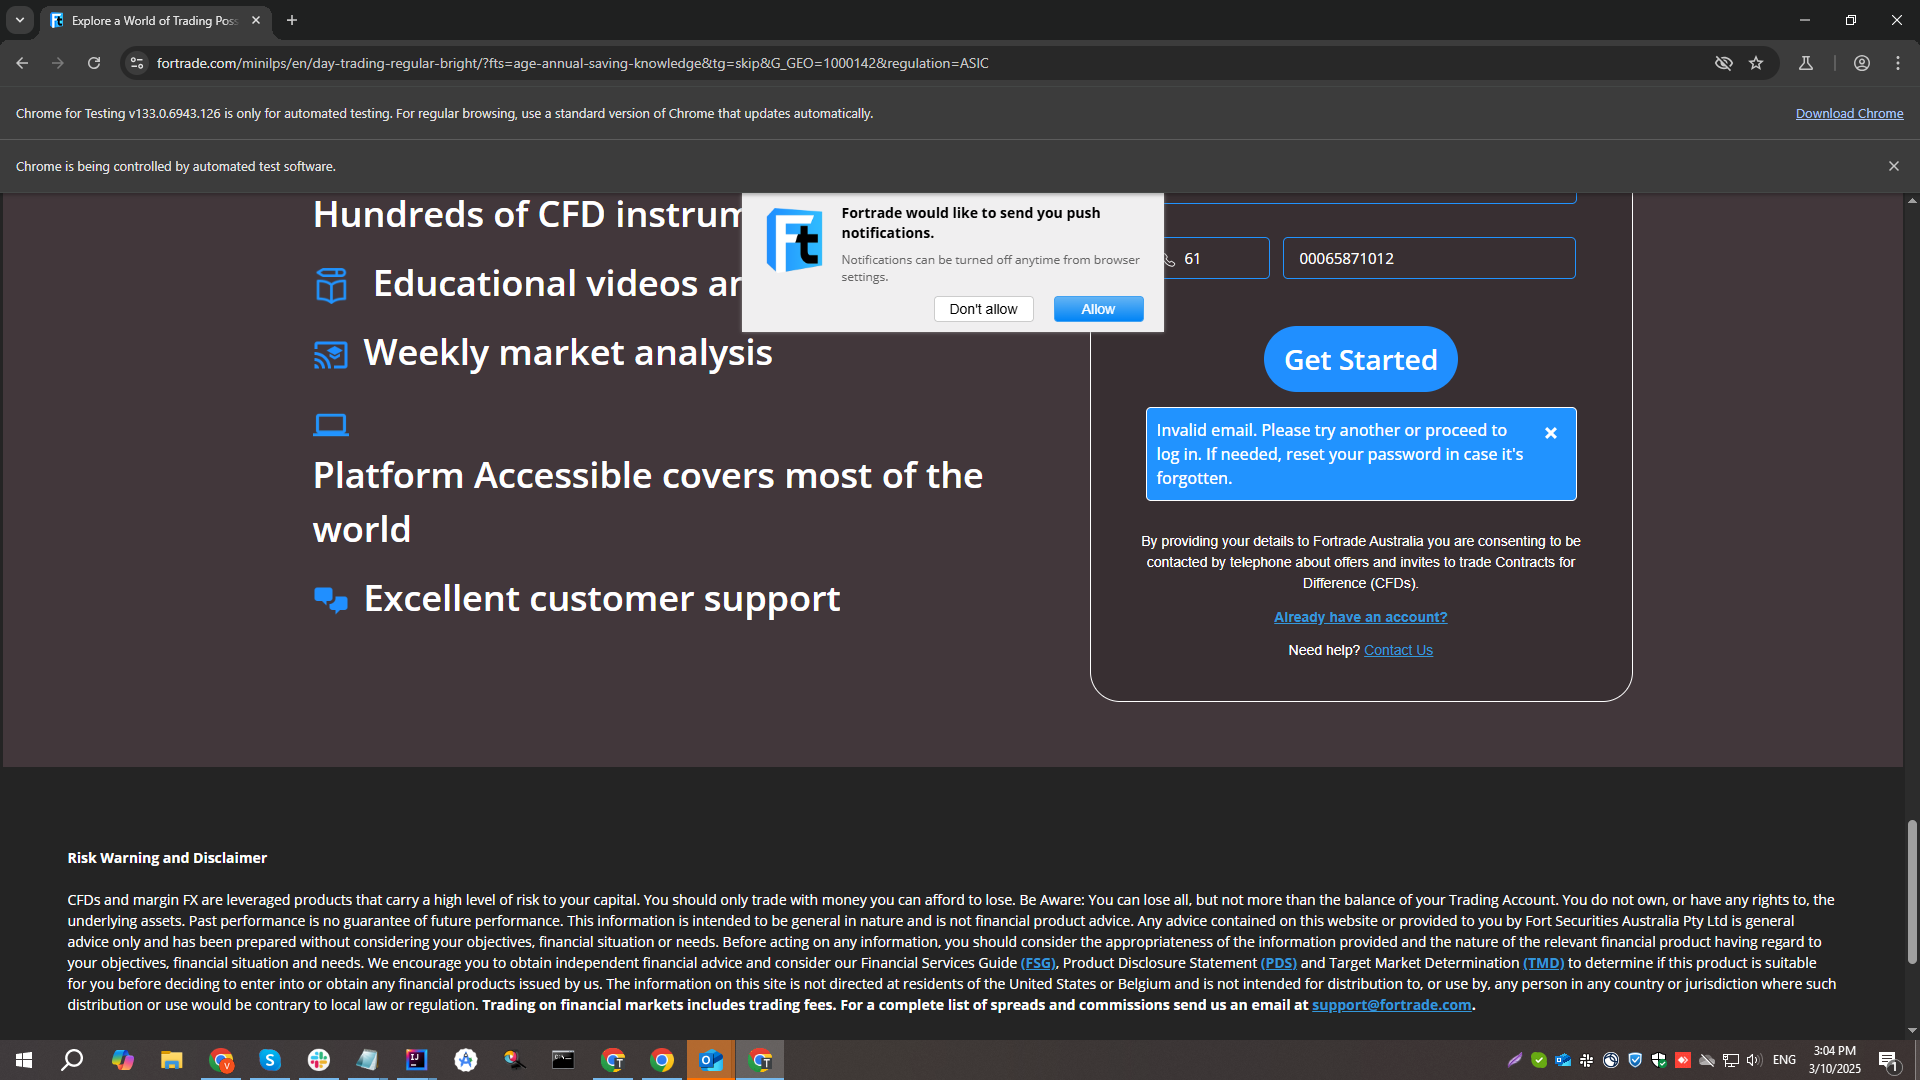 Explore a World of Trading Poss
fortrade.com/minilps/en/day-trading-regular-bright/?fts=age-annual-saving-knowledge&tg=skip&G_GEO=1000142&regulation=ASIC
Chrome for Testing v133.0.6943.126 is only for automated testing. For regular browsing, use a standard version of Chrome that updates automatically.
Download Chrome
Chrome is being controlled by automated test software.
Fortrade would like to send you push
notifications.
Notifications can be turned off anytime from browser
settings.
Don't allow
Allow
Hundreds of CFD instrum
Educational videos an
Weekly market analysis
Platform Accessible covers most of the
world
Excellent customer support
61
00065871012
Get Started
Invalid email. Please try another or proceed to
log in. If needed, reset your password in case it's
forgotten.
By providing your details to Fortrade Australia you are consenting to be
contacted by telephone about offers and invites to trade Contracts for
Difference (CFDs).
Already have an account?
Need help? Contact Us
Risk Warning and Disclaimer
CFDs and margin FX are leveraged products that carry a high level of risk to your capital. You should only trade with money you can afford to lose. Be Aware: You can lose all, but not more than the balance of your Trading Account. You do not own, or have any rights to, the
underlying assets. Past performance is no guarantee of future performance. This information is intended to be general in nature and is not financial product advice. Any advice contained on this website or provided to you by Fort Securities Australia Pty Ltd is general
advice only and has been prepared without considering your objectives, financial situation or needs. Before acting on any information, you should consider the appropriateness of the information provided and the nature of the relevant financial product having regard to
your objectives, financial situation and needs. We encourage you to obtain independent financial advice and consider our Financial Services Guide (FSG), Product Disclosure Statement (PDS) and Target Market Determination (TMD) to determine if this product is suitable
for you before deciding to enter into or obtain any financial products issued by us. The information on this site is not directed at residents of the United States or Belgium and is not intended for distribution to, or use by, any person in any country or jurisdiction where such
distribution or use would be contrary to local law or regulation. Trading on financial markets includes trading fees. For a complete list of spreads and commissions send us an email at support@fortrade.com.
ENG
3:04 PM
3/10/2025
1